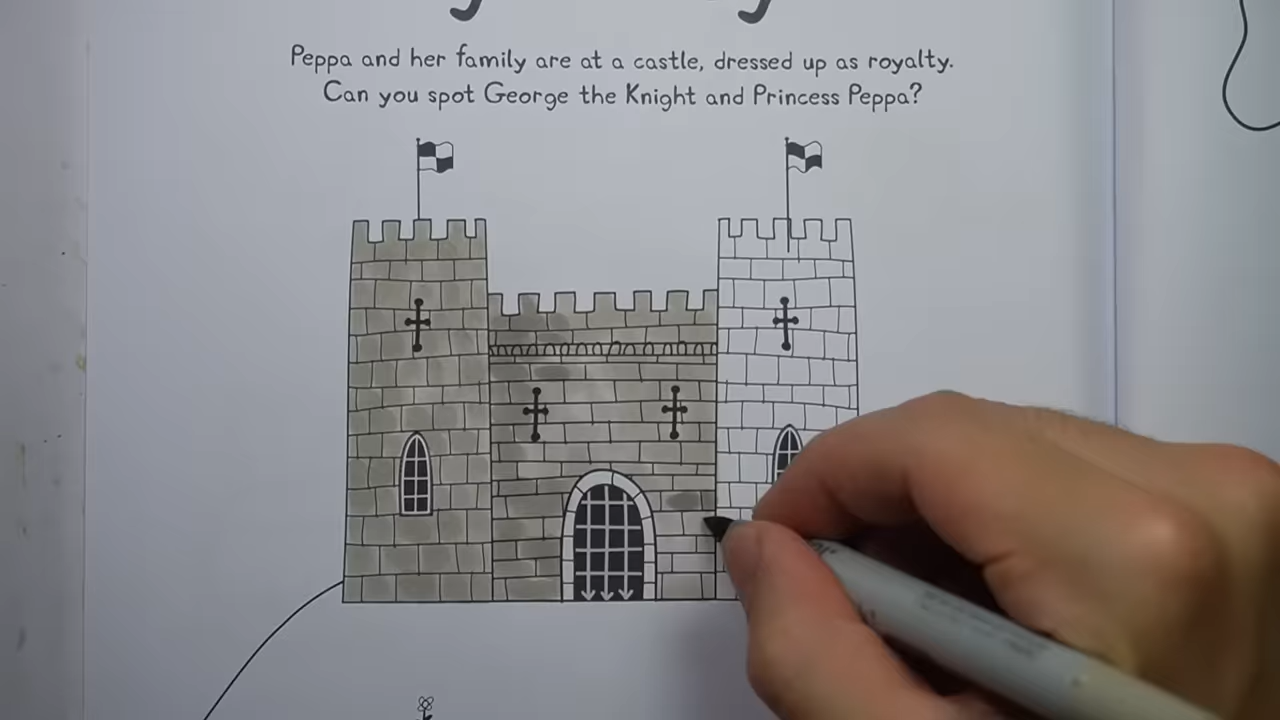 Peppa and her family are at a castle, dressed up as royalty.
Can you spot George the Knight and Princess Peppa?